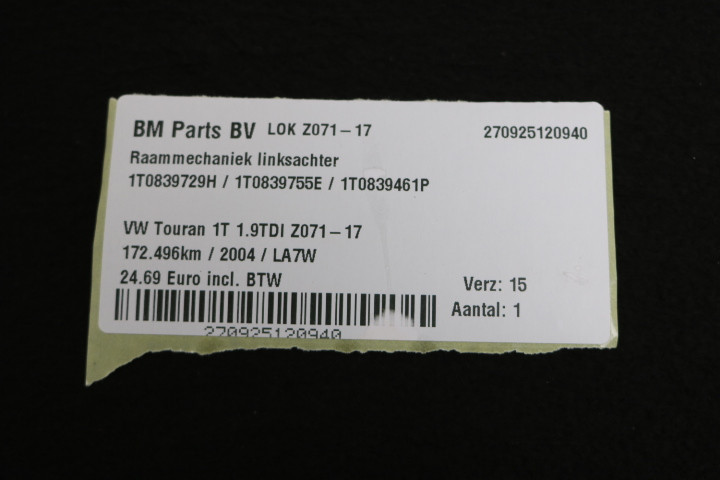 BM Parts BV LOK Z071-17 270925120940
Raammechaniek linksachter
1T0839729H / 1T0839755E / 1T0839461P
VW Touran 1T 1.9TDI Z071-17
172.496km / 2004 / LA7W
24.69 Euro incl. BTW Verz: 15
Aantal: 1
270925120940